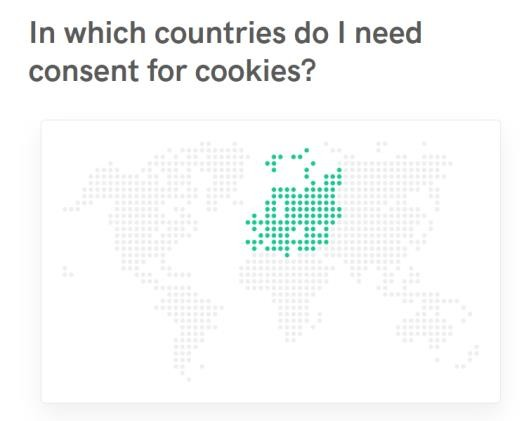 In which countries do I need
consent for cookies?